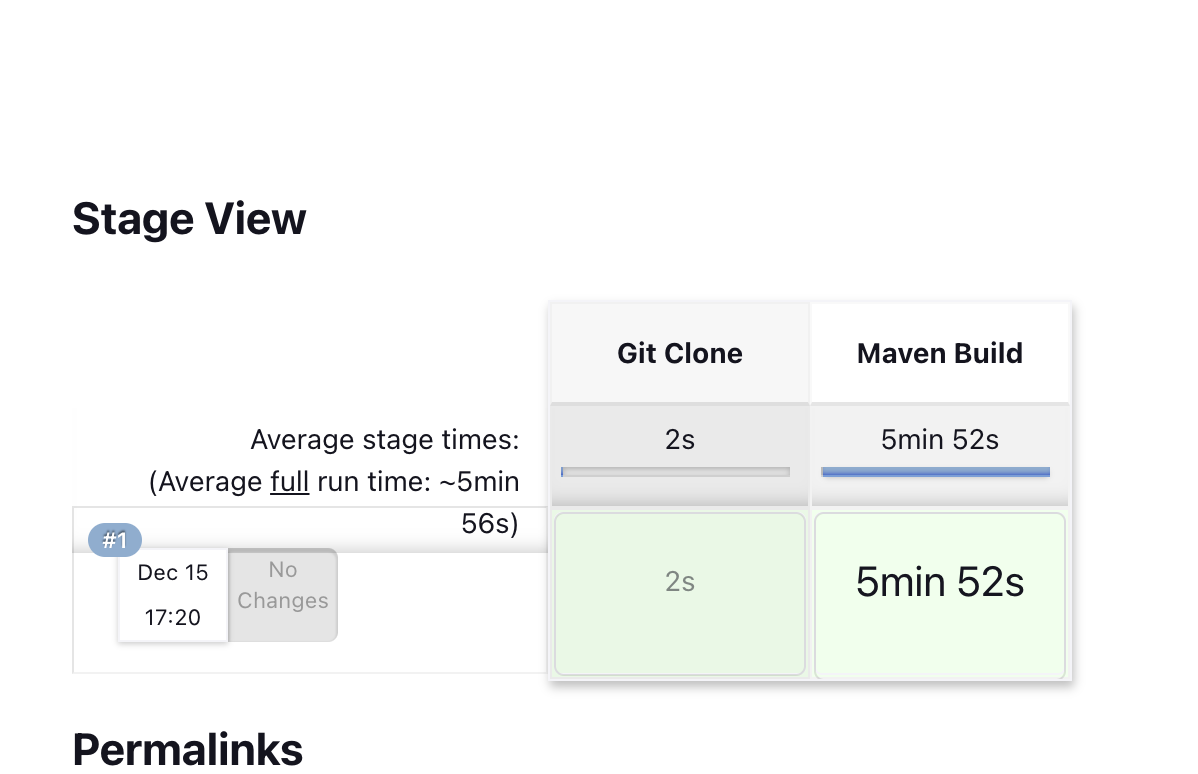 Stage View
Git Clone
Maven Build
Average stage times:
(Average full run time: ~5min
56s)
2s
5min 52s
#1
Dec 15
17:20
No
Changes
2s
5min 52s
Permalinks